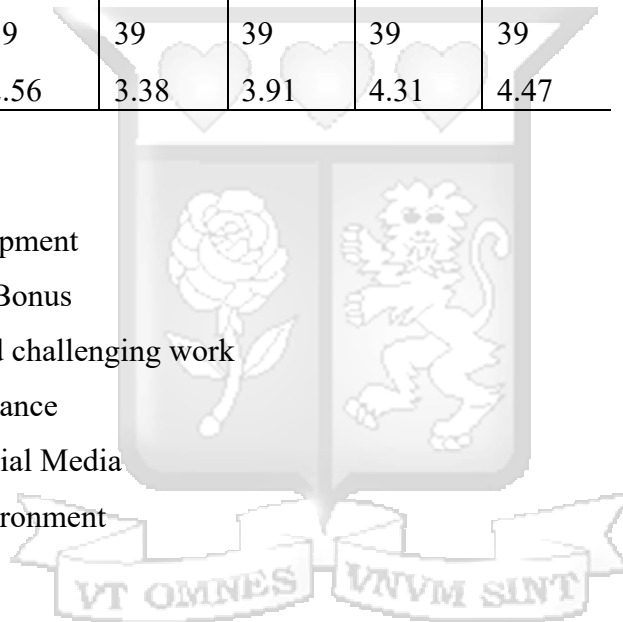 9 39 39 39 39
.56 3.38 3.91 4.31 4.47
pment
Bonus
challenging work
ance
ial Media
ronment
VT OMNES VNVM SINT